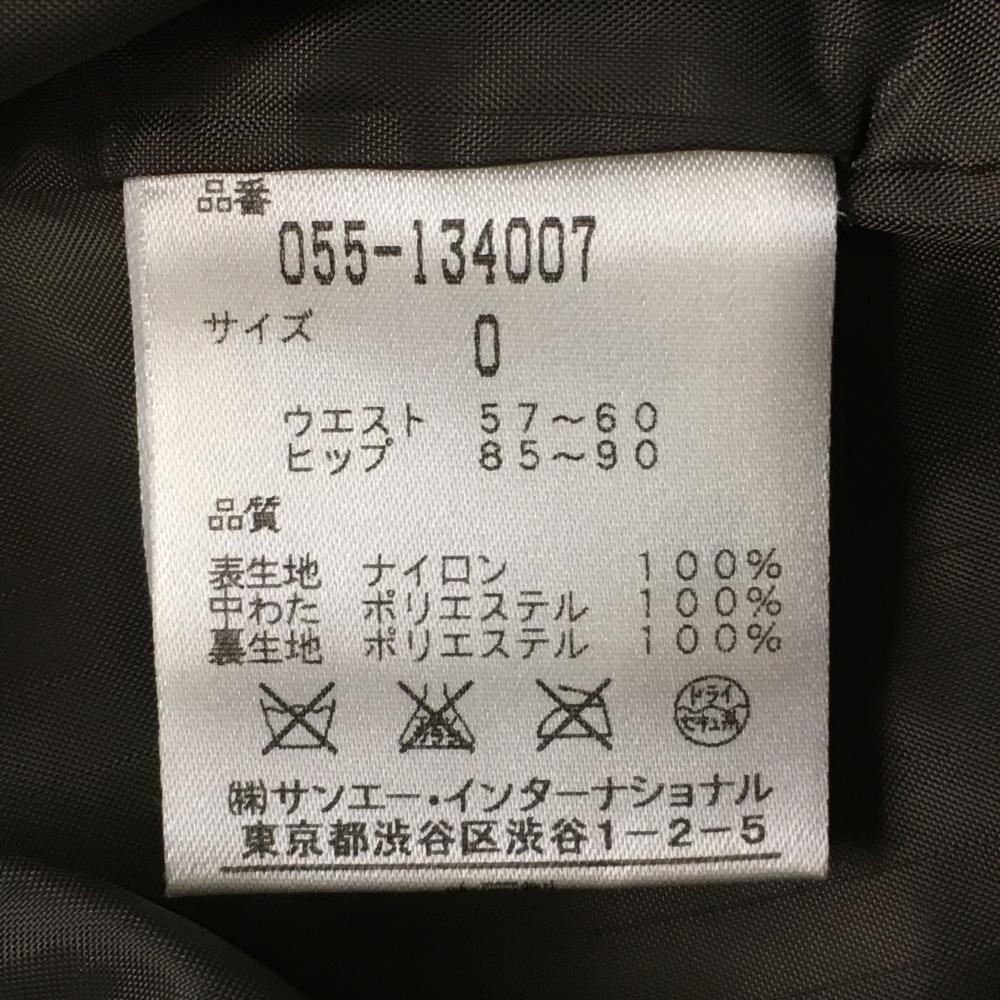 品番
055-134007
サイズ 0
ウエスト 57～60
ヒップ 85～90
品質
表生地 ナイロン 100%
中わた ポリエステル 100%
裏生地 ポリエステル 100%
ドライ
セキユ系
㈱サンエー・インターナショナル
東京都渋谷区渋谷1-2-5